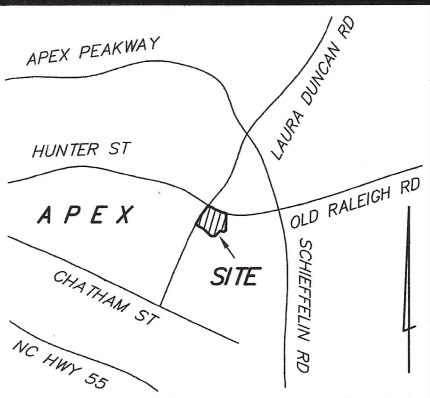 APEX PEAKWAY
LAURA DUNCAN RD
HUNTER ST
OLD RALEIGH RD
APEX
SITE
SCHIEFFELIN RD
CHATHAM ST
NC HWY 55